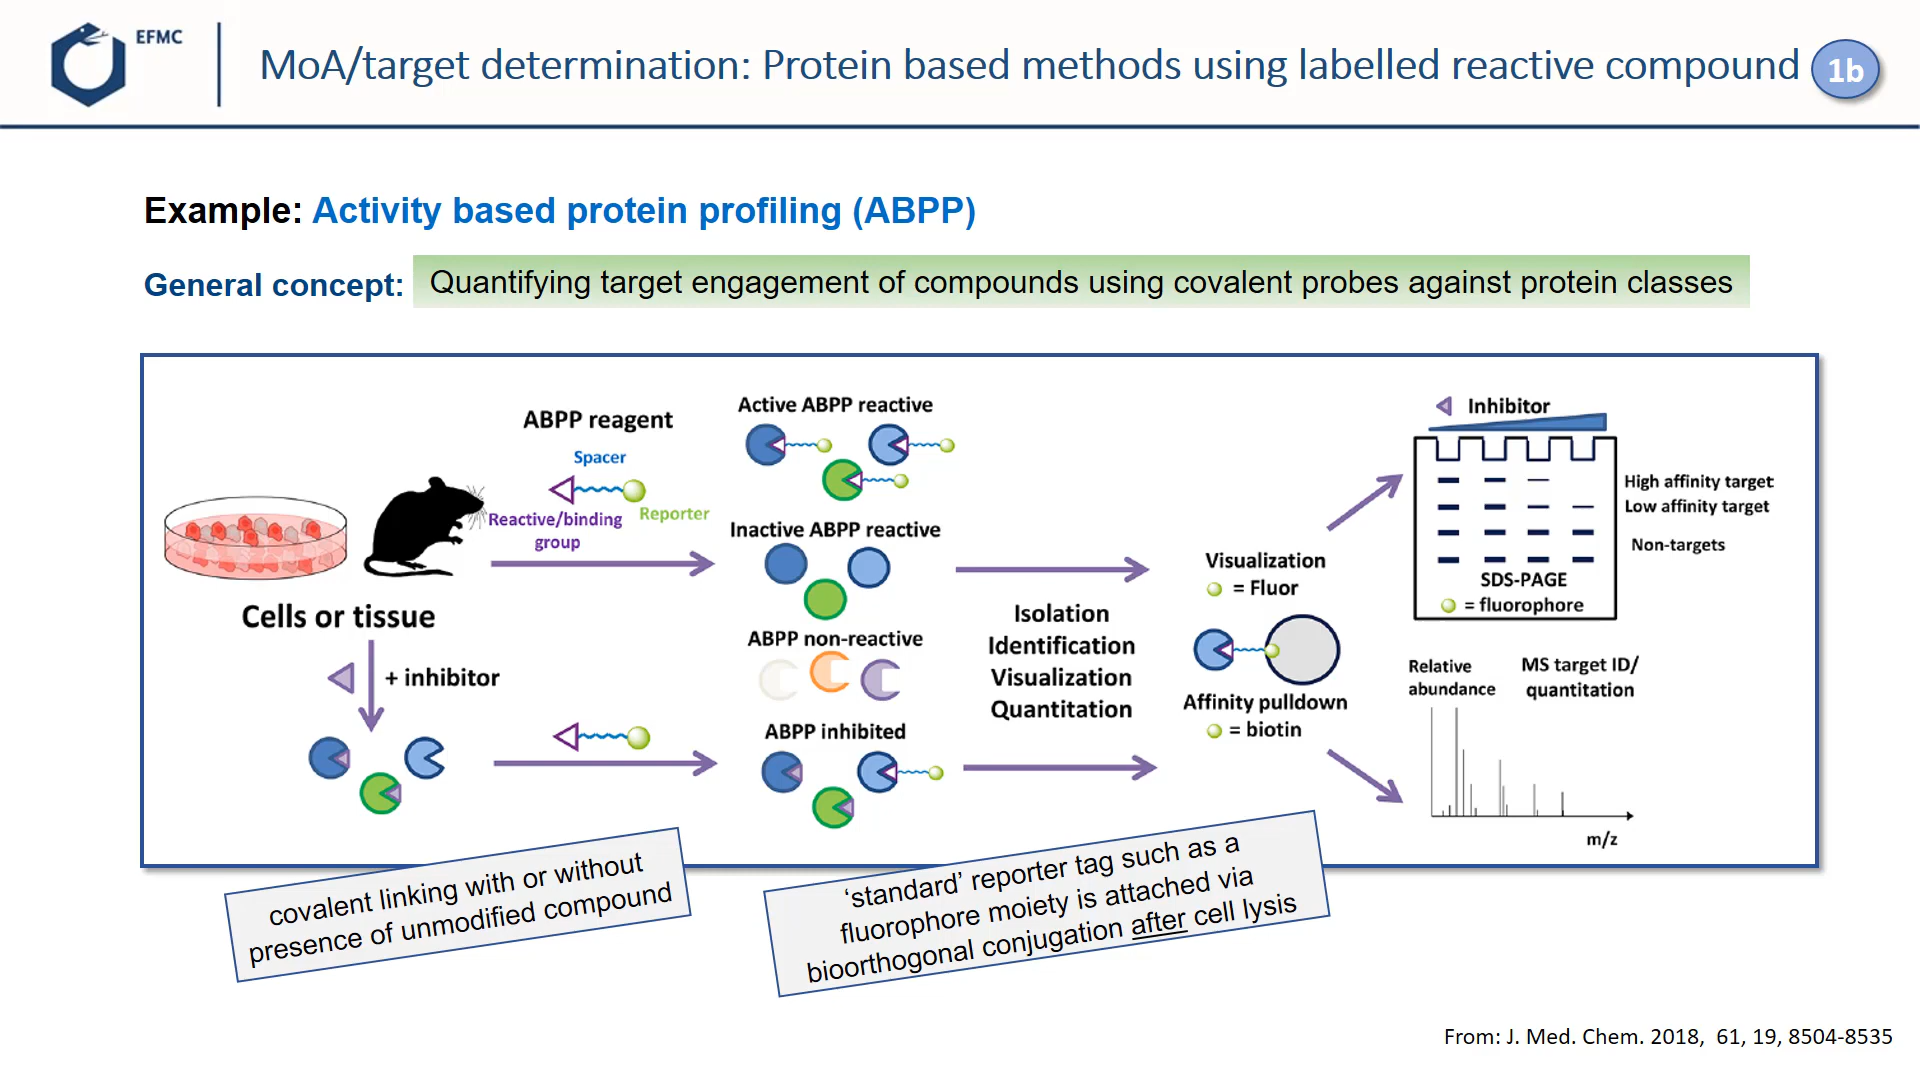 EFMC
MoA/target determination: Protein based methods using labelled reactive compound
1b
Example: Activity based protein profiling (ABPP)
General concept: Quantifying target engagement of compounds using covalent probes against protein classes
ABPP reagent
Spacer
Reactive/binding
group
Reporter
Cells or tissue
+ inhibitor
Active ABPP reactive
Inactive ABPP reactive
ABPP non-reactive
ABPP inhibited
Isolation
Identification
Visualization
Quantitation
Visualization
= Fluor
Affinity pulldown
= biotin
Inhibitor
High affinity target
Low affinity target
Non-targets
SDS-PAGE
= fluorophore
Relative
abundance
MS target ID/
quantitation
m/z
covalent linking with or without
presence of unmodified compound
‘standard’ reporter tag such as a
fluorophore moiety is attached via
bioorthogonal conjugation after cell lysis
From: J. Med. Chem. 2018, 61, 19, 8504-8535